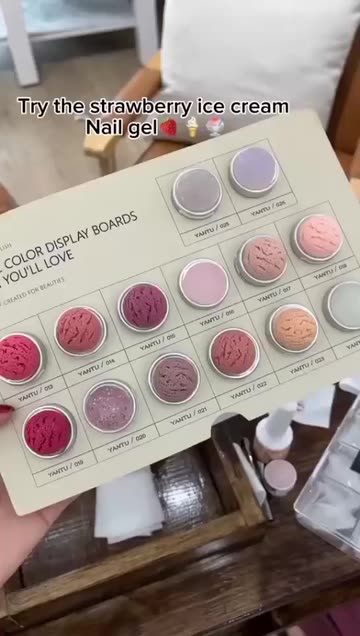 Try the strawberry ice cream
Nail gel🍓🍦🍨
COLOR DISPLAY BOARDS
YOU'LL LOVE
CREATED FOR BEAUTIES
YANTU / 025
YANTU / 026
YANTU / 013
YANTU / 014
YANTU / 015
YANTU / 016
YANTU / 017
YANTU / 018
YANTU / 019
YANTU / 020
YANTU / 021
YANTU / 022
YANTU / 023